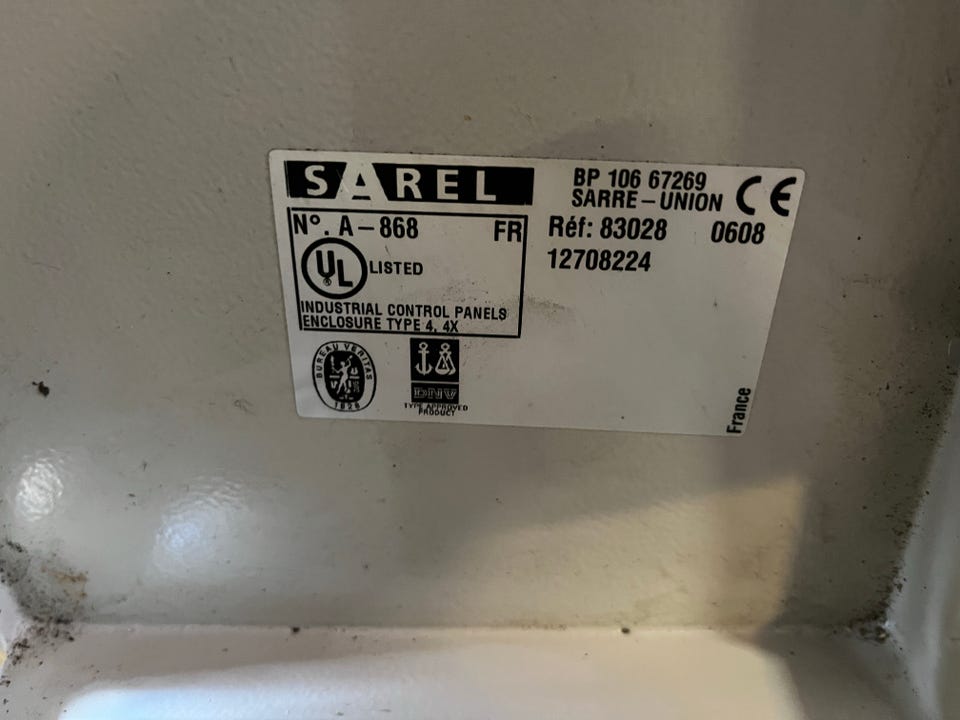 SAREL
BP 106 67269
SARRE-UNION
CE
N°. A-868 FR
Réf: 83028 0608
12708224
UL
®
LISTED
INDUSTRIAL CONTROL PANELS
ENCLOSURE TYPE 4, 4X
BUREAU VERITAS
1828
DNV
TYPE APPROVED
PRODUCT
France